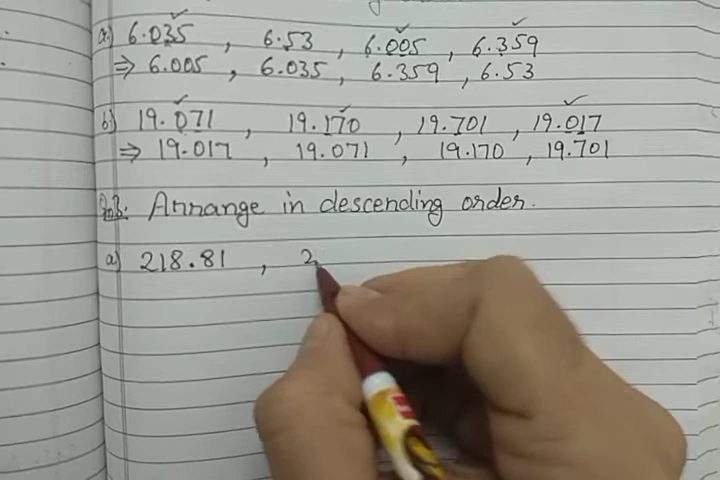 a) 6.035 , 6.53 , 6.005 , 6.359
⇒ 6.005 , 6.035 , 6.359 , 6.53
b) 19.071 , 19.170 , 19.701 , 19.017
⇒ 19.017 , 19.071 , 19.170 , 19.701
Arrange in descending order.
a) 218.81 , 2